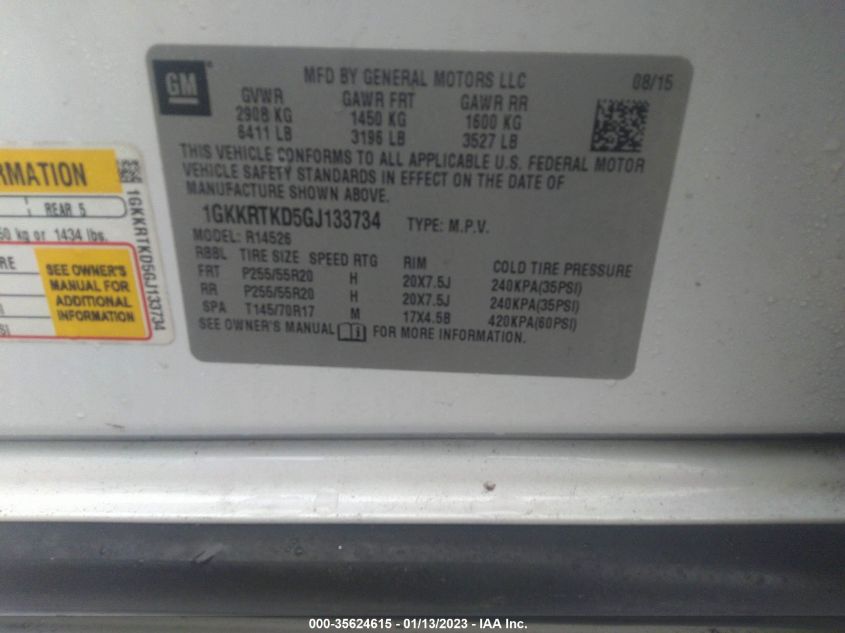 GM
MFD BY GENERAL MOTORS LLC 08/15
GVWR GAWR FRT GAWR RR
2908 KG 1450 KG 1600 KG
6411 LB 3196 LB 3527 LB
THIS VEHICLE CONFORMS TO ALL APPLICABLE U.S. FEDERAL MOTOR
VEHICLE SAFETY STANDARDS IN EFFECT ON THE DATE OF
MANUFACTURE SHOWN ABOVE.
1GKKRTKD5GJ133734 TYPE: M.P.V.
MODEL: R14526
RBBL TIRE SIZE SPEED RTG RIM COLD TIRE PRESSURE
FRT P255/55R20 H 20X7.5J 240KPA(35PSI)
RR P255/55R20 H 20X7.5J 240KPA(35PSI)
SPA T145/70R17 M 17X4.5B 420KPA(60PSI)
SEE OWNER'S MANUAL FOR MORE INFORMATION.
RMATION
REAR 5
kg or 1434 lbs.
SEE OWNER'S
MANUAL FOR
ADDITIONAL
INFORMATION
1GKKRTKD5GJ133734
000-35624615 - 01/13/2023 - IAA Inc.